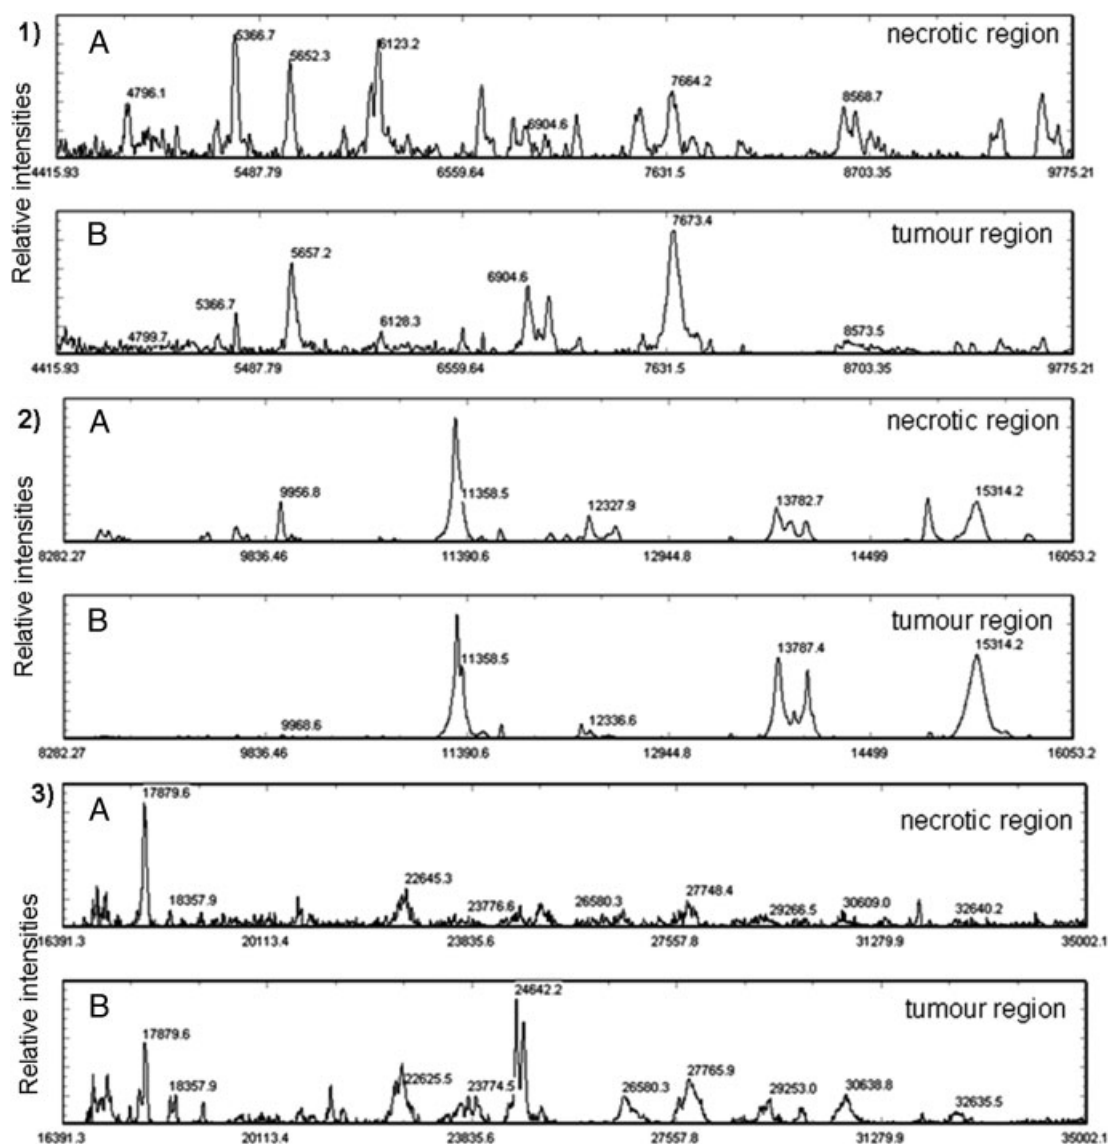 1)
A
necrotic region
Relative intensities
4796.1
5366.7
5652.3
6123.2
6904.6
7664.2
8568.7
4415.93 5487.79 6559.64 7631.5 8703.35 9775.21
B
tumour region
4799.7
5366.7
5657.2
6128.3
6904.6
7673.4
8573.5
4415.93 5487.79 6559.64 7631.5 8703.35 9775.21
2)
A
necrotic region
Relative intensities
9956.8
11358.5
12327.9
13782.7
15314.2
8282.27 9836.46 11390.6 12944.8 14499 16053.2
B
tumour region
9968.6
11358.5
12336.6
13787.4
15314.2
8282.27 9836.46 11390.6 12944.8 14499 16053.2
3)
A
necrotic region
Relative intensities
17879.6
18357.9
22645.3
23776.6
26580.3
27748.4
29266.5
30609.0
32640.2
16391.3 20113.4 23835.6 27557.8 31279.9 35002.1
B
tumour region
17879.6
18357.9
22625.5
23774.5
24642.2
26580.3
27765.9
29253.0
30638.8
32635.5
16391.3 20113.4 23835.6 27557.8 31279.9 35002.1